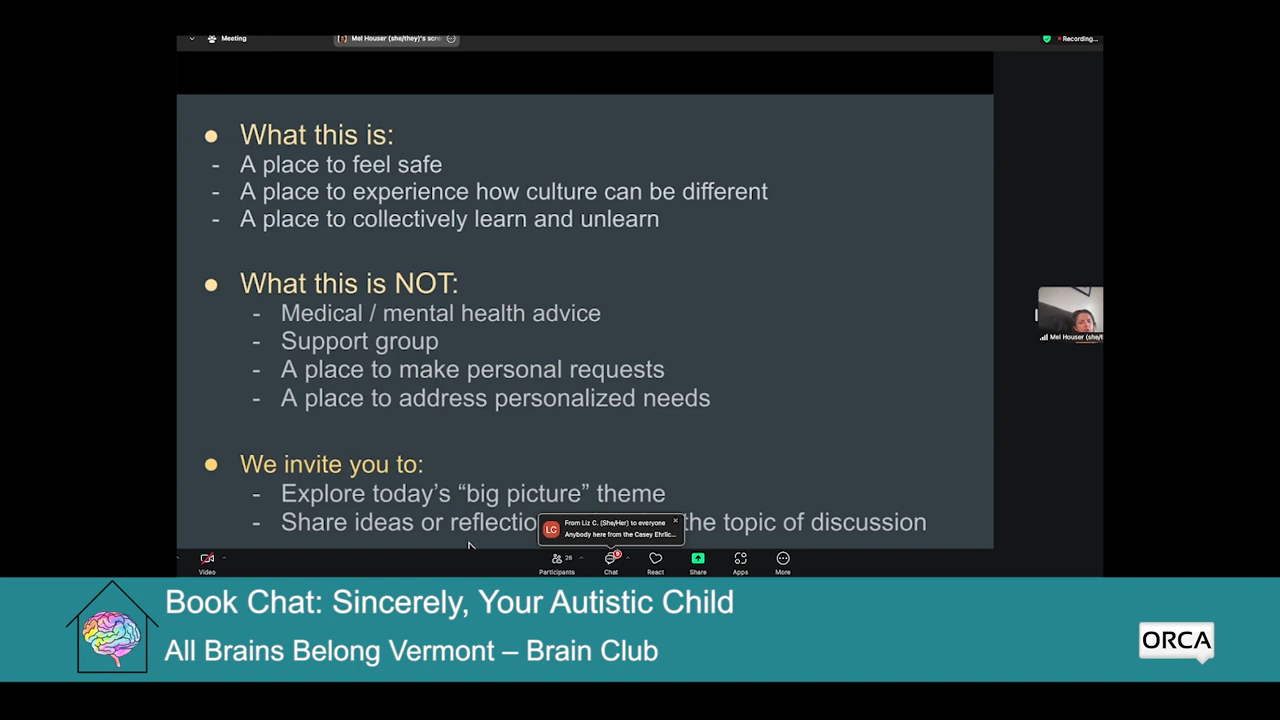 Meeting
Mel Houser (she/they)'s scre
Recording...
What this is:
- A place to feel safe
- A place to experience how culture can be different
- A place to collectively learn and unlearn
What this is NOT:
- Medical / mental health advice
- Support group
- A place to make personal requests
- A place to address personalized needs
Mel Houser (she/t
We invite you to:
- Explore today's “big picture” theme
- Share ideas or reflectio the topic of discussion
LC
From Liz C. (She/Her) to everyone
Anybody here from the Casey Ehrlic...
Video
Participants 28
Chat
React
Share
Apps
More
Book Chat: Sincerely, Your Autistic Child
All Brains Belong Vermont – Brain Club
ORCA